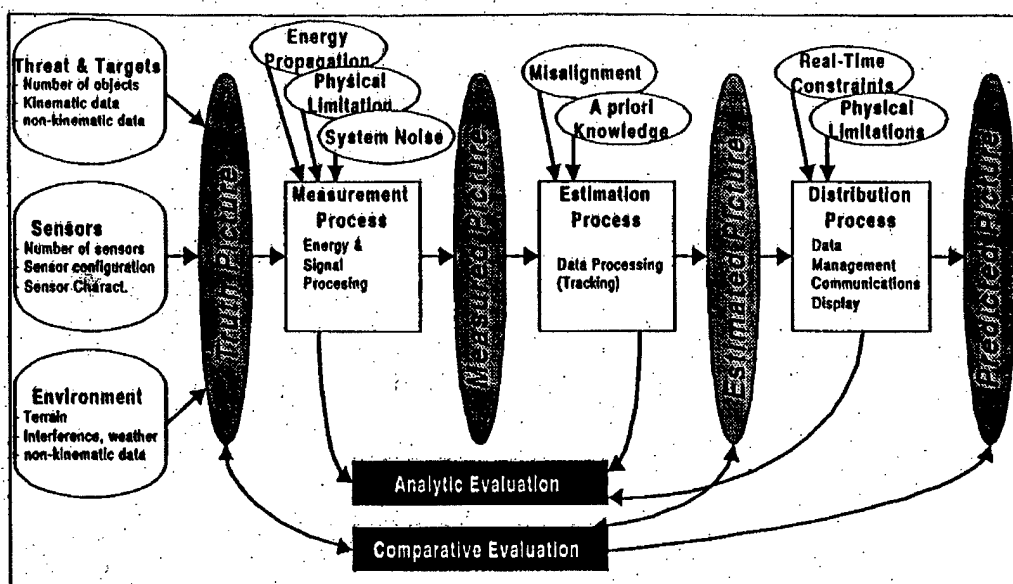 Threat & Targets
- Number of objects
- Kinematic data
- non-kinematic data
Sensors
- Number of sensors
- Sensor configuration
- Sensor Charact.
Environment
- Terrain
- Interference, weather
- non-kinematic data
Truth Picture
Energy
Propagation
Physical
Limitation
System Noise
Measurement
Process
Energy &
Signal
Procesing
Measured Picture
Misalignment
A priori
Knowledge
Estimation
Process
Data Processing
(Tracking)
Estimated Picture
Real-Time
Constraints
Physical
Limitations
Distribution
Process
Data
Management
Communications
Display
Predicted Picture
Analytic Evaluation
Comparative Evaluation